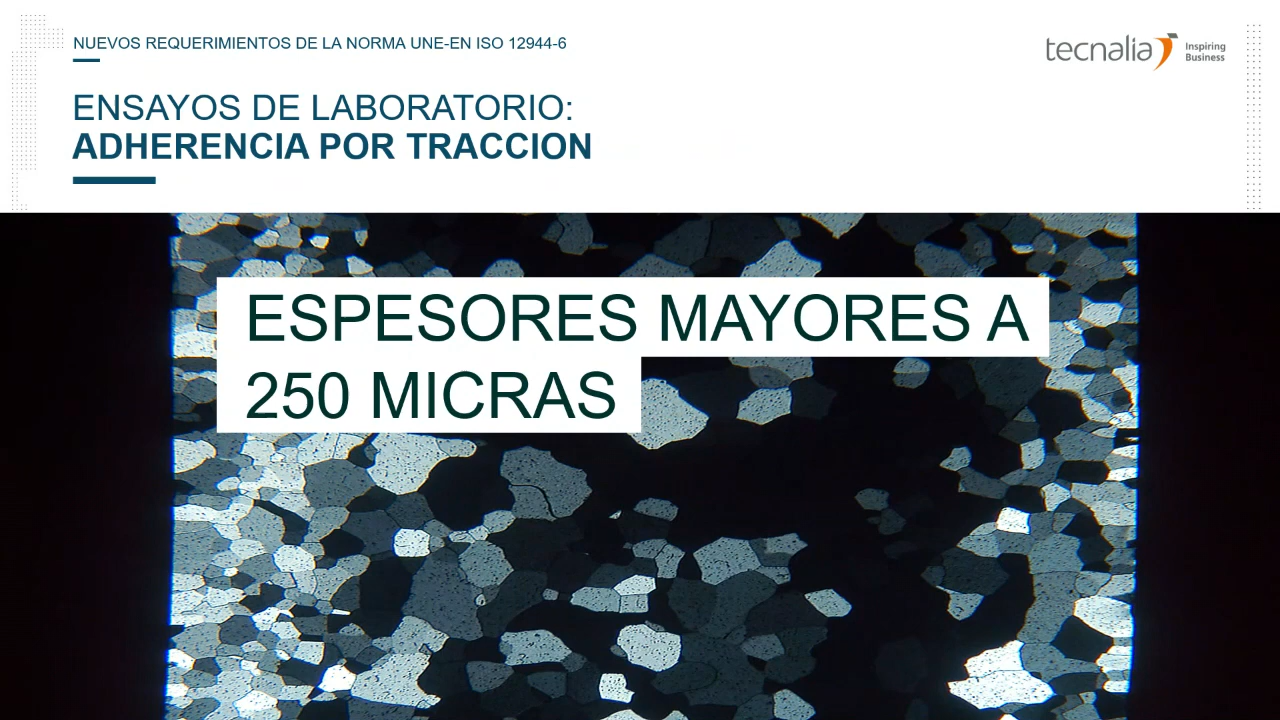 NUEVOS REQUERIMIENTOS DE LA NORMA UNE-EN ISO 12944-6
tecnalia Inspiring Business
ENSAYOS DE LABORATORIO:
ADHERENCIA POR TRACCION
ESPESORES MAYORES A
250 MICRAS